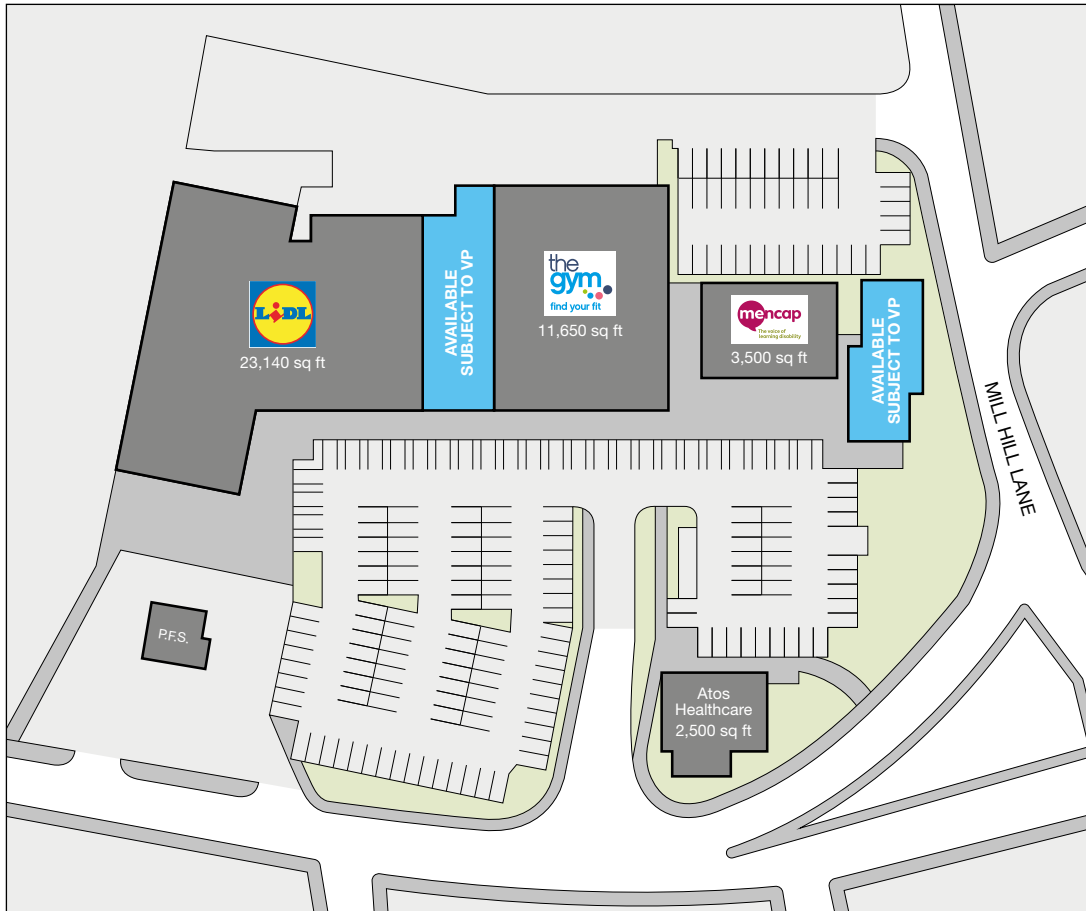 LiDL
23,140 sq ft
AVAILABLE
SUBJECT TO VP
the
gym
find your fit
11,650 sq ft
mencap
The voice of
learning disability
3,500 sq ft
AVAILABLE
SUBJECT TO VP
MILL HILL LANE
P.F.S.
Atos
Healthcare
2,500 sq ft